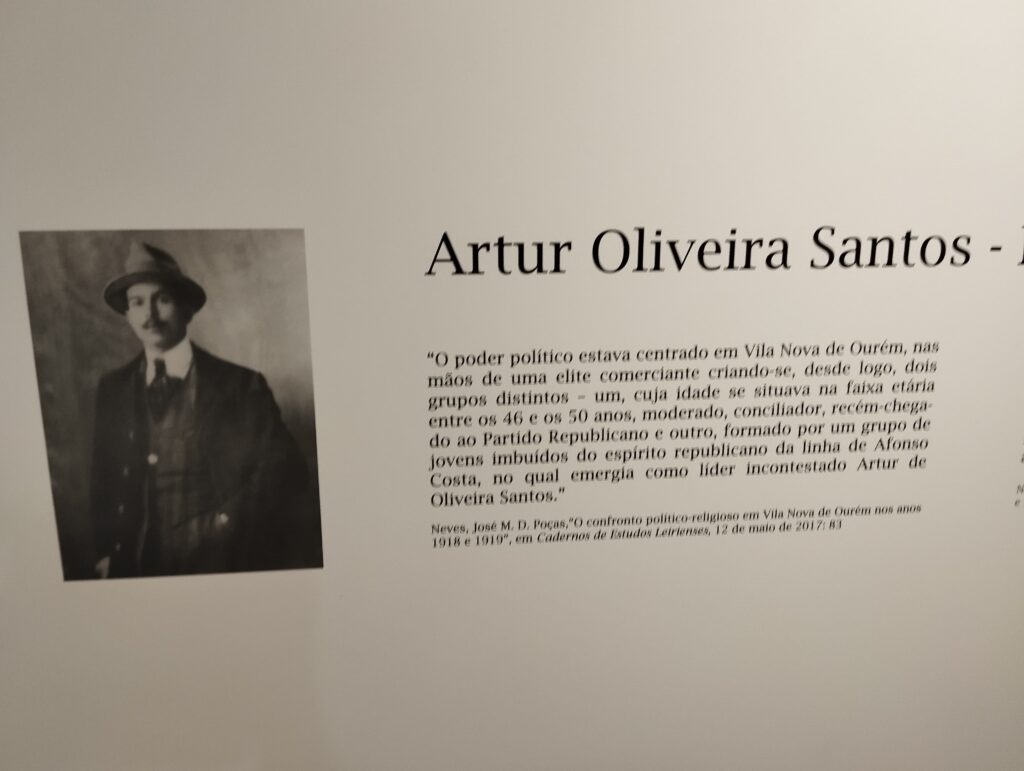 Artur Oliveira Santos -
“O poder político estava centrado em Vila Nova de Ourém, nas
mãos de uma elite comerciante criando-se, desde logo, dois
grupos distintos – um, cuja idade se situava na faixa etária
entre os 46 e os 50 anos, moderado, conciliador, recém-chega-
do ao Partido Republicano e outro, formado por um grupo de
jovens imbuídos do espírito republicano da linha de Afonso
Costa, no qual emergia como líder incontestado Artur de
Oliveira Santos.”
Neves, José M. D. Poças,“O confronto político-religioso em Vila Nova de Ourém nos anos
1918 e 1919”, em Cadernos de Estudos Leirienses, 12 de maio de 2017: 83